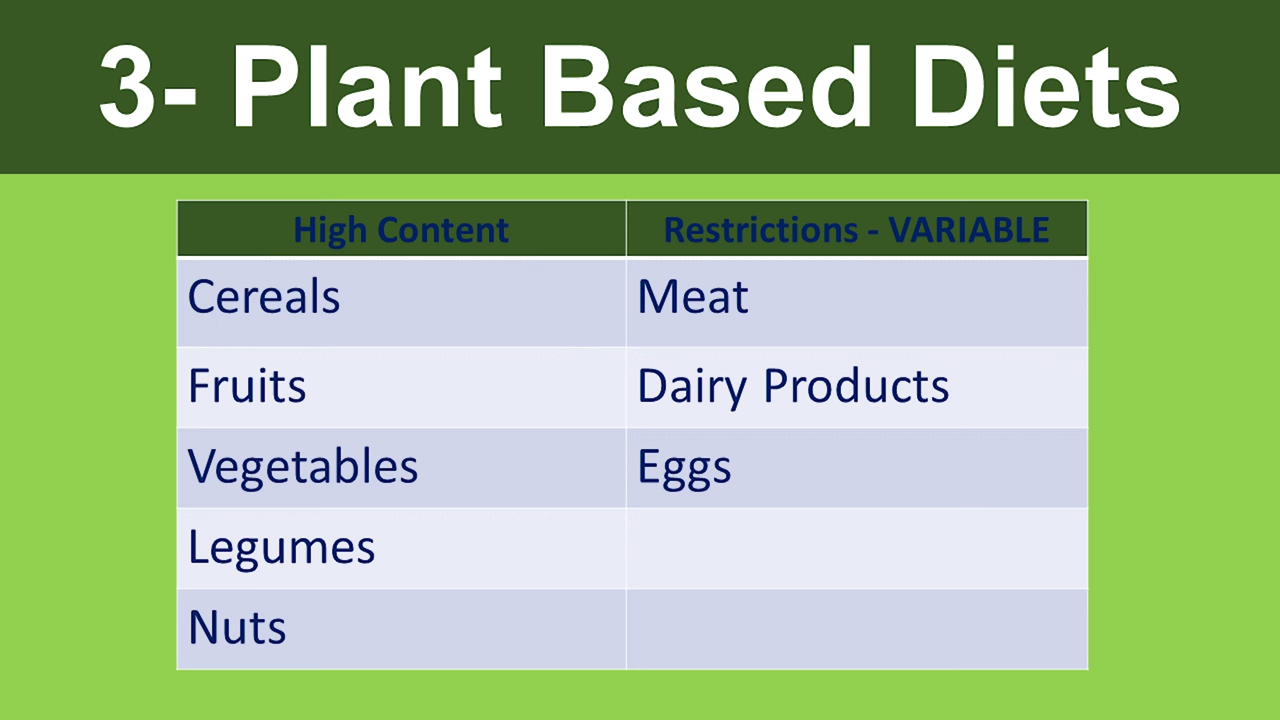 3- Plant Based Diets
High Content Restrictions - VARIABLE
Cereals Meat
Fruits Dairy Products
Vegetables Eggs
Legumes
Nuts